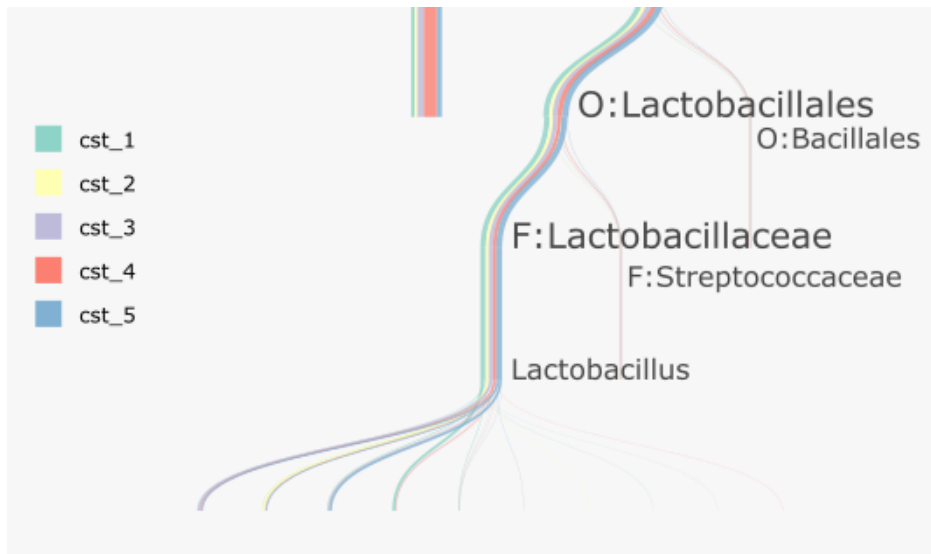 O:Lactobacillales
O:Bacillales
cst_1
cst_2
cst_3
F:Lactobacillaceae
cst_4
F:Streptococcaceae
cst_5
Lactobacillus